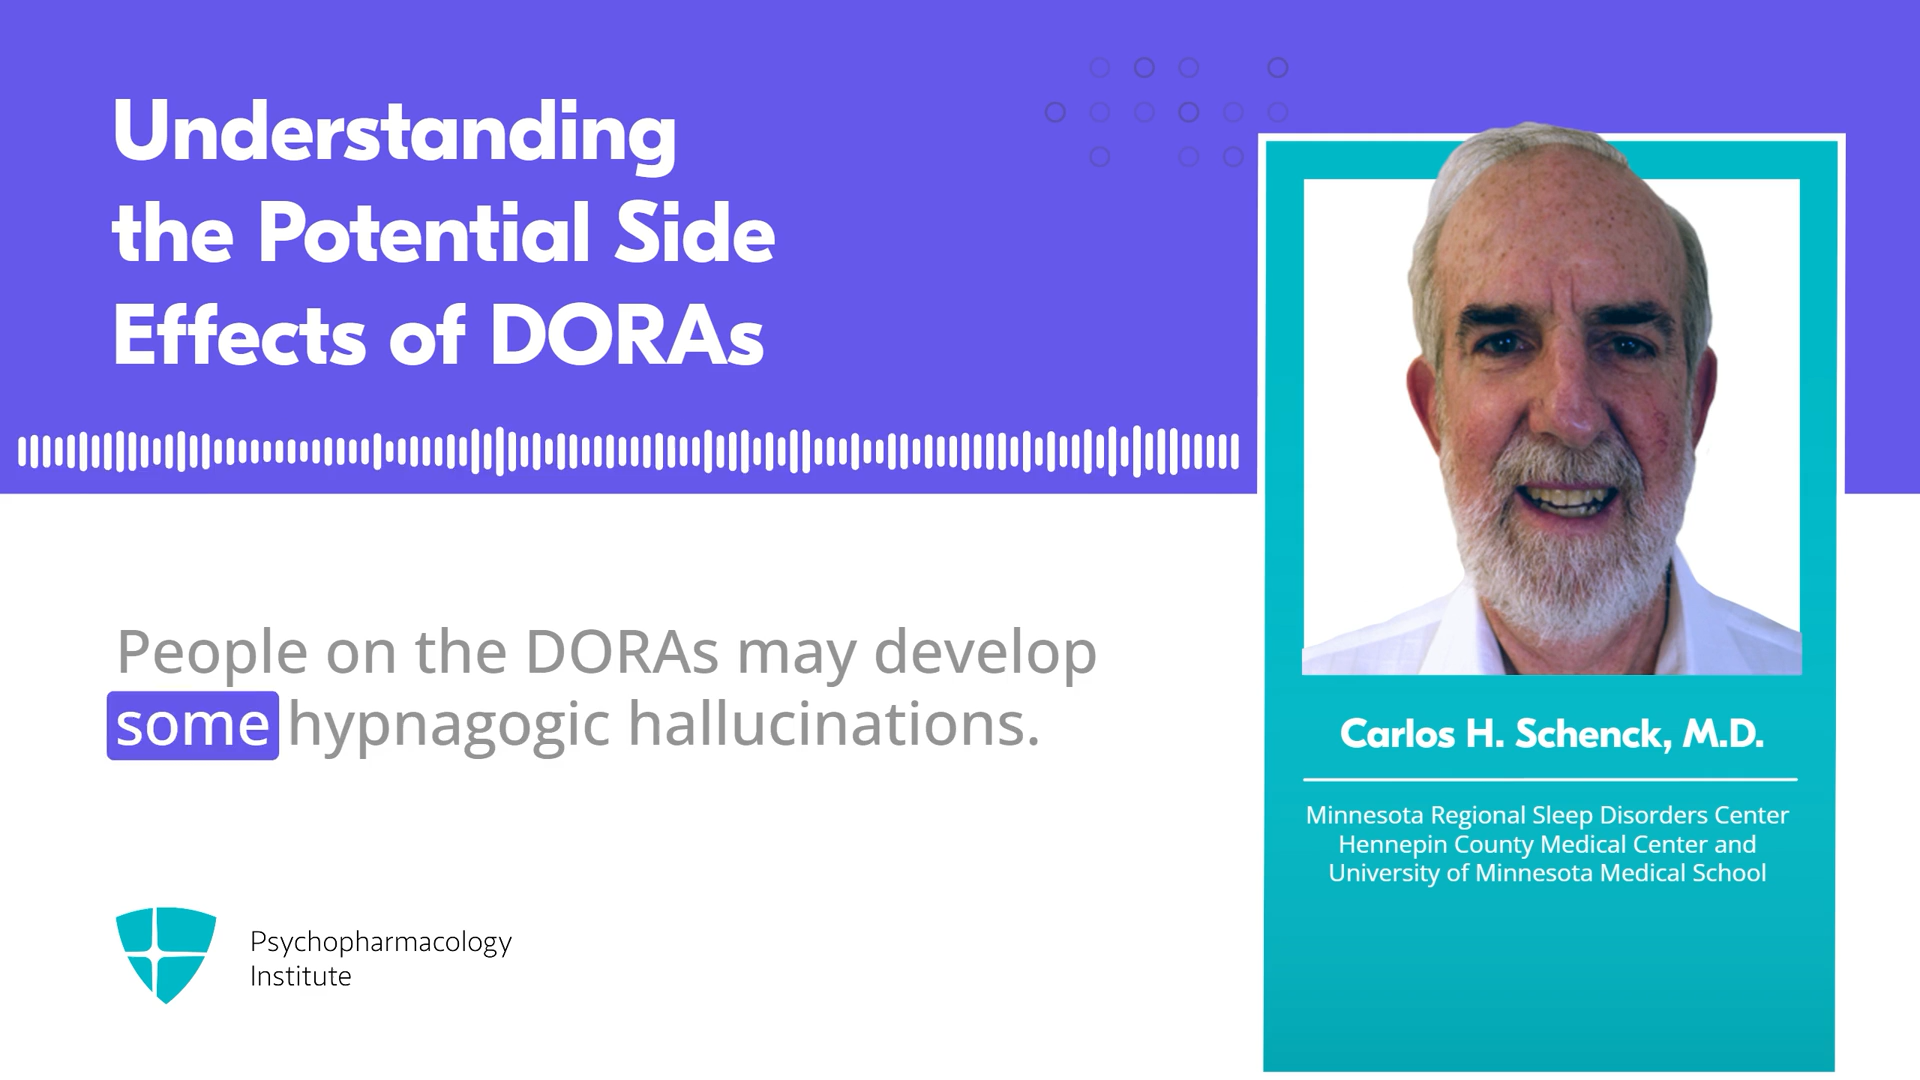 Understanding
the Potential Side
Effects of DORAs
People on the DORAs may develop
some hypnagogic hallucinations.
Psychopharmacology
Institute
Carlos H. Schenck, M.D.
Minnesota Regional Sleep Disorders Center
Hennepin County Medical Center and
University of Minnesota Medical School